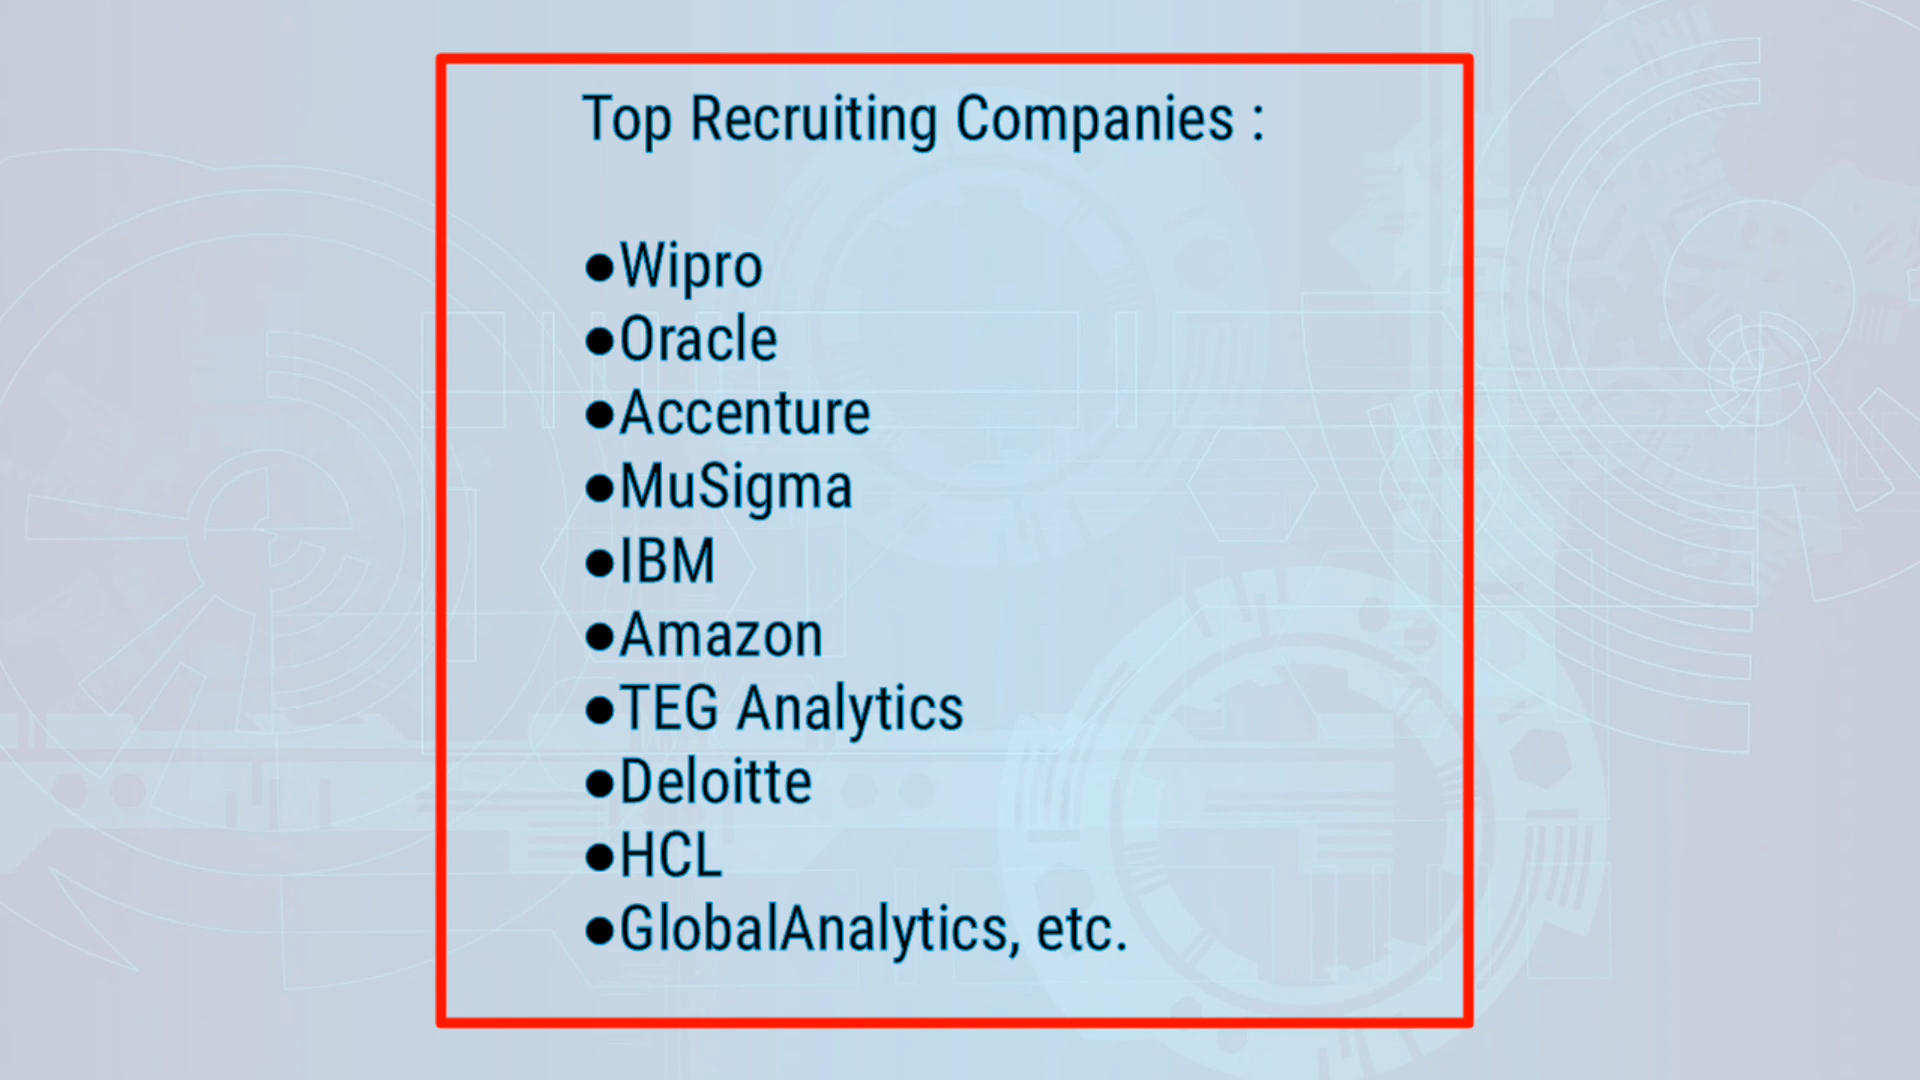 Top Recruiting Companies :
●Wipro
●Oracle
●Accenture
●MuSigma
●IBM
●Amazon
●TEG Analytics
●Deloitte
●HCL
●GlobalAnalytics, etc.